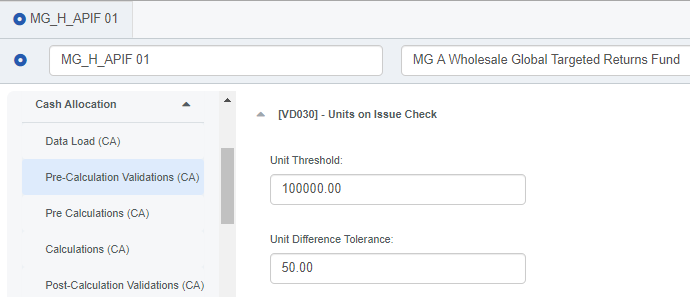 MG_H_APIF 01
MG_H_APIF 01
MG A Wholesale Global Targeted Returns Fund
Cash Allocation
Data Load (CA)
Pre-Calculation Validations (CA)
Pre Calculations (CA)
Calculations (CA)
Post-Calculation Validations (CA)
[VD030] - Units on Issue Check
Unit Threshold:
100000.00
Unit Difference Tolerance:
50.00